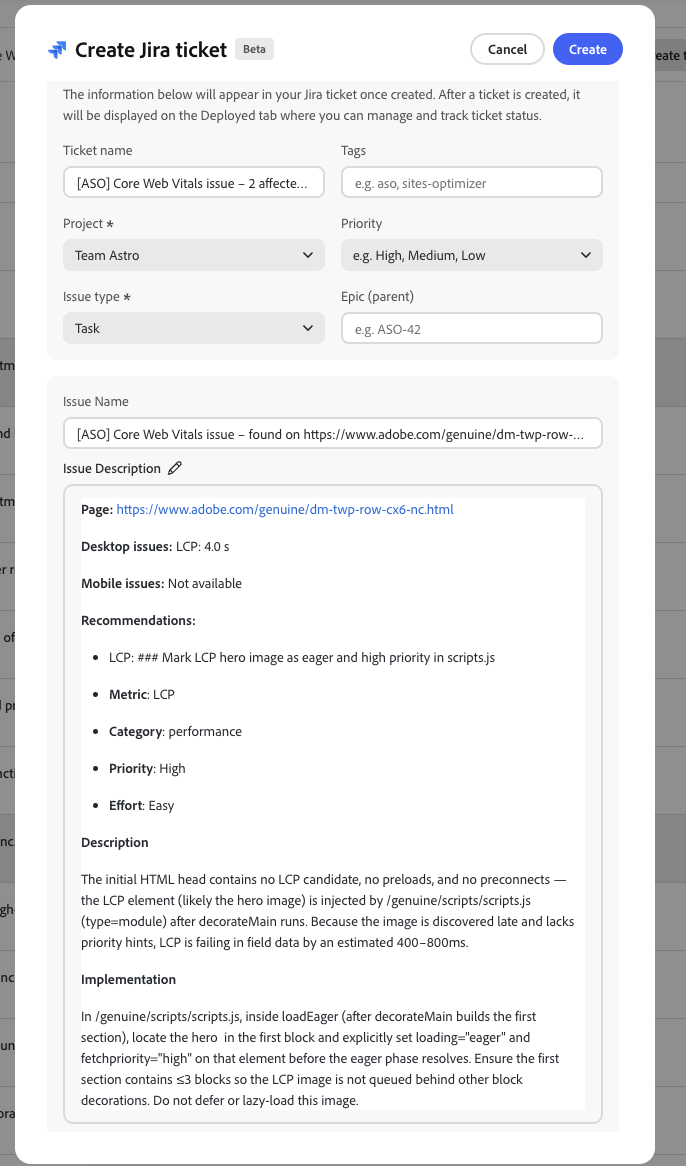 Create Jira ticket Beta
Cancel
Create
The information below will appear in your Jira ticket once created. After a ticket is created, it
will be displayed on the Deployed tab where you can manage and track ticket status.
Ticket name
Tags
[ASO] Core Web Vitals issue – 2 affecte...
e.g. aso, sites-optimizer
Project *
Priority
Team Astro
e.g. High, Medium, Low
Issue type *
Epic (parent)
Task
e.g. ASO-42
Issue Name
[ASO] Core Web Vitals issue – found on https://www.adobe.com/genuine/dm-twp-row-...
Issue Description
Page: https://www.adobe.com/genuine/dm-twp-row-cx6-nc.html
Desktop issues: LCP: 4.0 s
Mobile issues: Not available
Recommendations:
• LCP: ### Mark LCP hero image as eager and high priority in scripts.js
• Metric: LCP
• Category: performance
• Priority: High
• Effort: Easy
Description
The initial HTML head contains no LCP candidate, no preloads, and no preconnects —
the LCP element (likely the hero image) is injected by /genuine/scripts/scripts.js
(type=module) after decorateMain runs. Because the image is discovered late and lacks
priority hints, LCP is failing in field data by an estimated 400–800ms.
Implementation
In /genuine/scripts/scripts.js, inside loadEager (after decorateMain builds the first
section), locate the hero  in the first block and explicitly set loading="eager" and
fetchpriority="high" on that element before the eager phase resolves. Ensure the first
section contains ≤3 blocks so the LCP image is not queued behind other block
decorations. Do not defer or lazy-load this image.